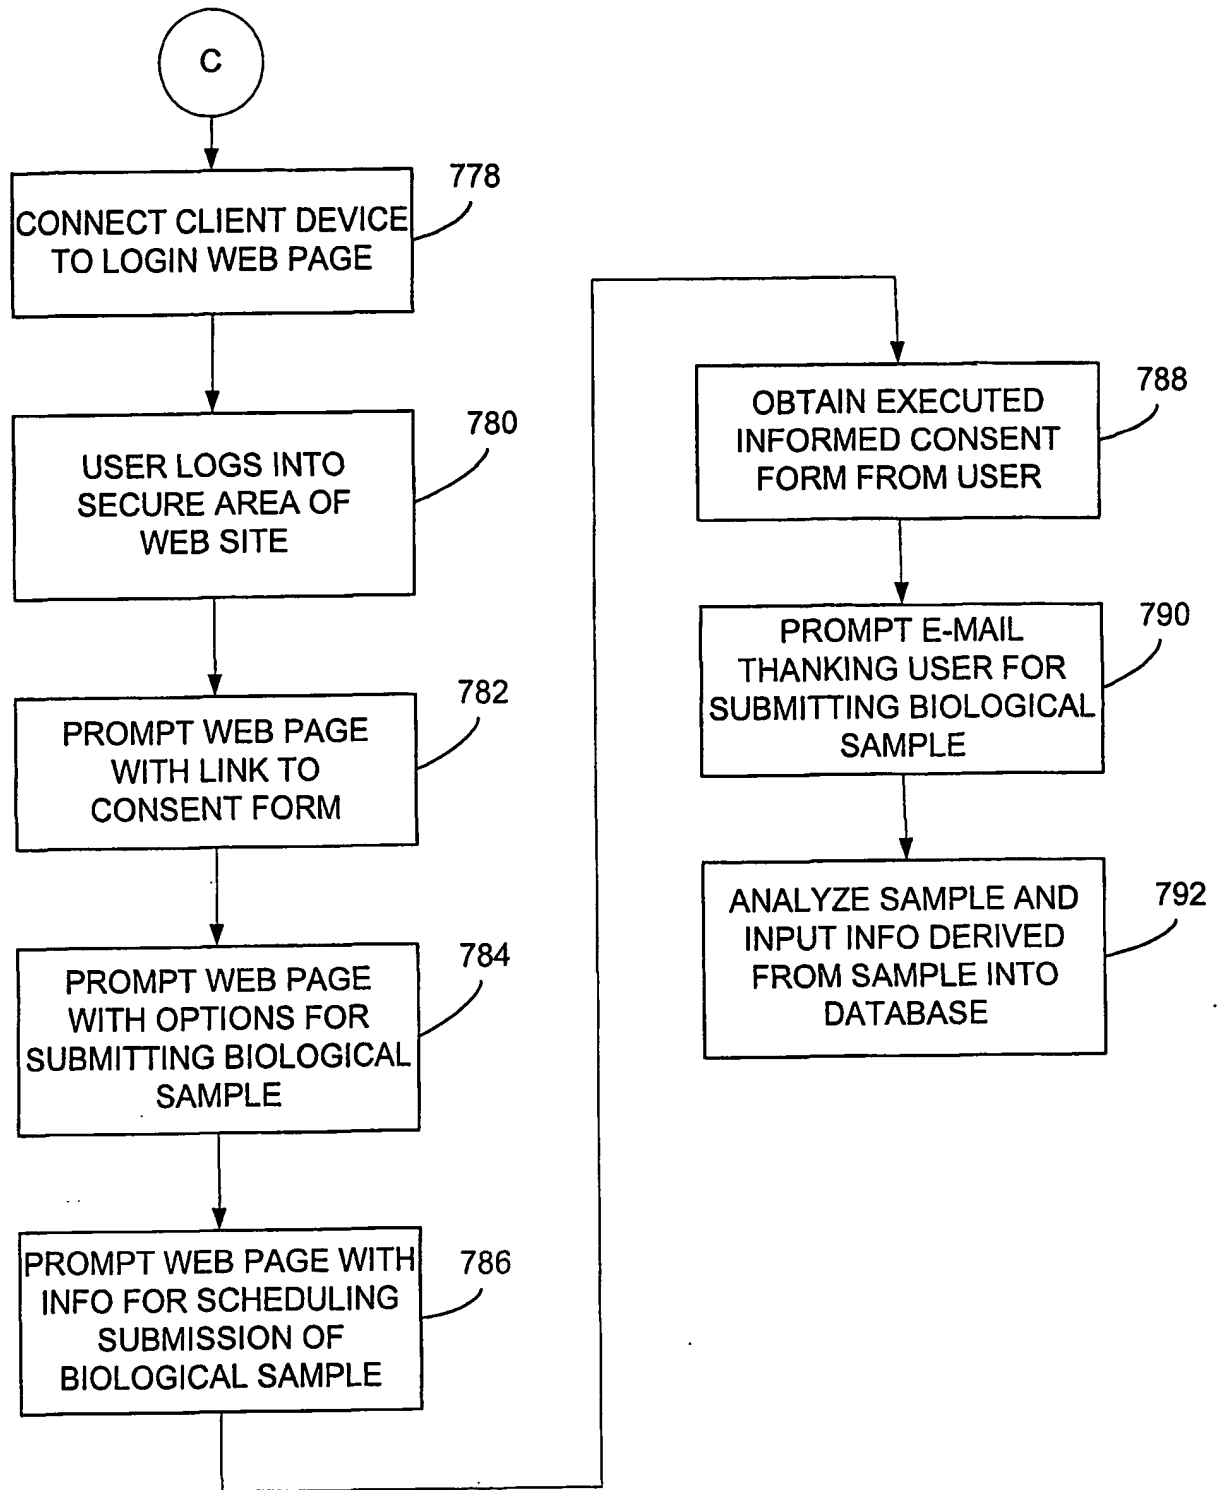 C
778
CONNECT CLIENT DEVICE
TO LOGIN WEB PAGE
780
USER LOGS INTO
SECURE AREA OF
WEB SITE
782
PROMPT WEB PAGE
WITH LINK TO
CONSENT FORM
784
PROMPT WEB PAGE
WITH OPTIONS FOR
SUBMITTING BIOLOGICAL
SAMPLE
786
PROMPT WEB PAGE WITH
INFO FOR SCHEDULING
SUBMISSION OF
BIOLOGICAL SAMPLE
788
OBTAIN EXECUTED
INFORMED CONSENT
FORM FROM USER
790
PROMPT E-MAIL
THANKING USER FOR
SUBMITTING BIOLOGICAL
SAMPLE
792
ANALYZE SAMPLE AND
INPUT INFO DERIVED
FROM SAMPLE INTO
DATABASE